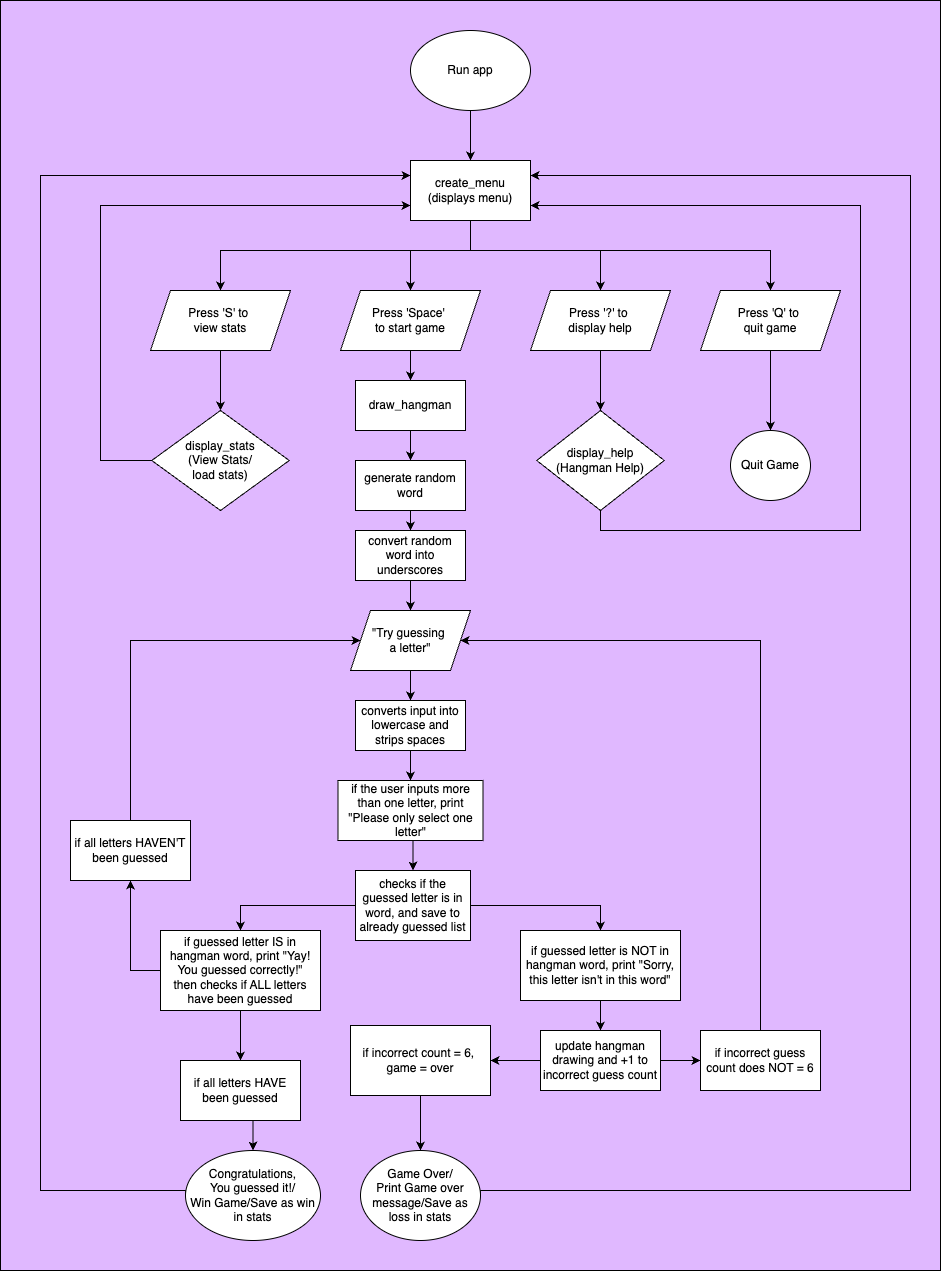 Run app
create_menu
(displays menu)
Press 'S' to
view stats
Press 'Space'
to start game
Press '?' to
display help
Press 'Q' to
quit game
draw_hangman
display_stats
(View Stats/
load stats)
display_help
(Hangman Help)
Quit Game
generate random
word
convert random
word into
underscores
"Try guessing
a letter"
converts input into
lowercase and
strips spaces
if the user inputs more
than one letter, print
"Please only select one
letter"
if all letters HAVEN'T
been guessed
checks if the
guessed letter is in
word, and save to
already guessed list
if guessed letter IS in
hangman word, print "Yay!
You guessed correctly!"
then checks if ALL letters
have been guessed
if guessed letter is NOT in
hangman word, print "Sorry,
this letter isn't in this word"
if incorrect count = 6,
game = over
update hangman
drawing and +1 to
incorrect guess count
if incorrect guess
count does NOT = 6
if all letters HAVE
been guessed
Congratulations,
You guessed it!/
Win Game/Save as win
in stats
Game Over/
Print Game over
message/Save as
loss in stats